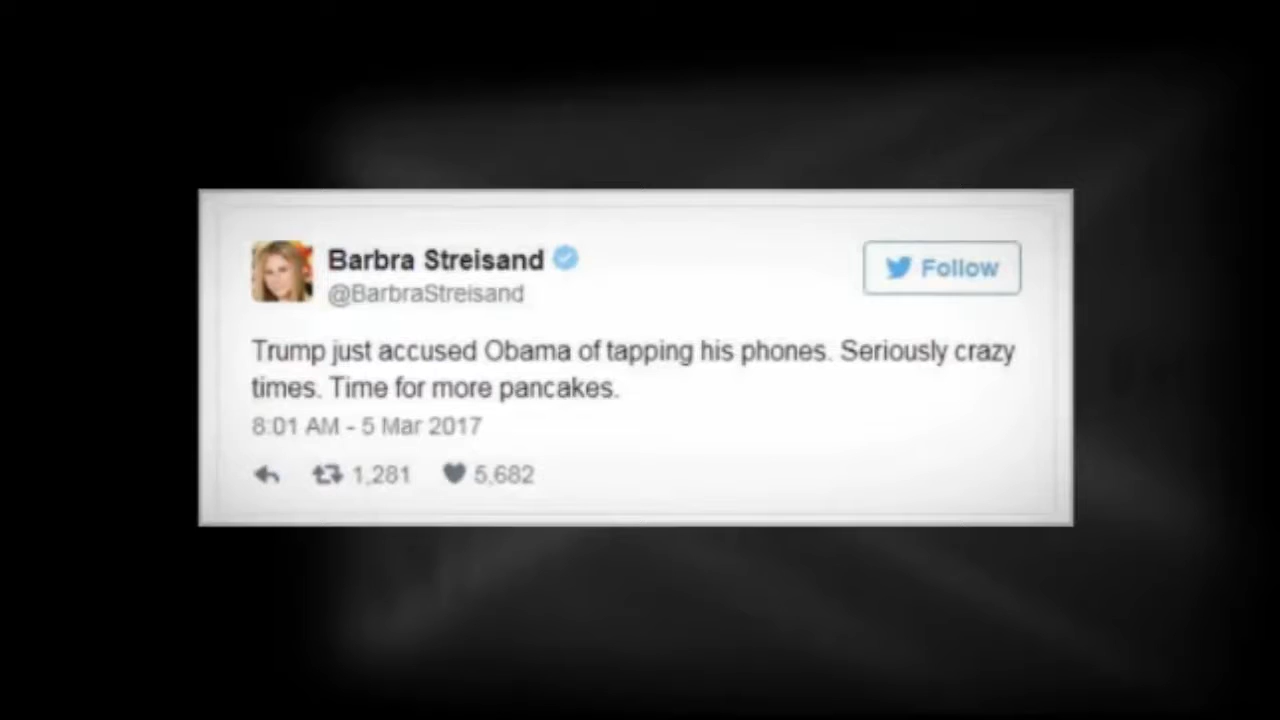 Barbra Streisand
Follow
@BarbraStreisand
Trump just accused Obama of tapping his phones. Seriously crazy
times. Time for more pancakes.
8:01 AM - 5 Mar 2017
1,281 5,682